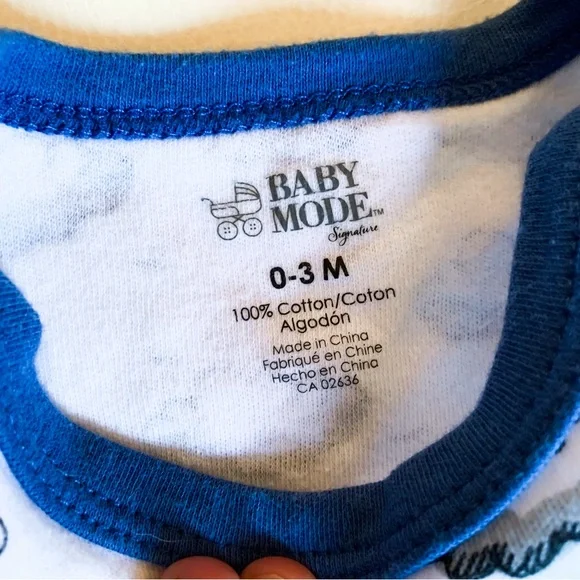 BABY
MODE™
Signature
0-3 M
100% Cotton/Coton
Algodón
Made in China
Fabriqué en Chine
Hecho en China
CA 02636